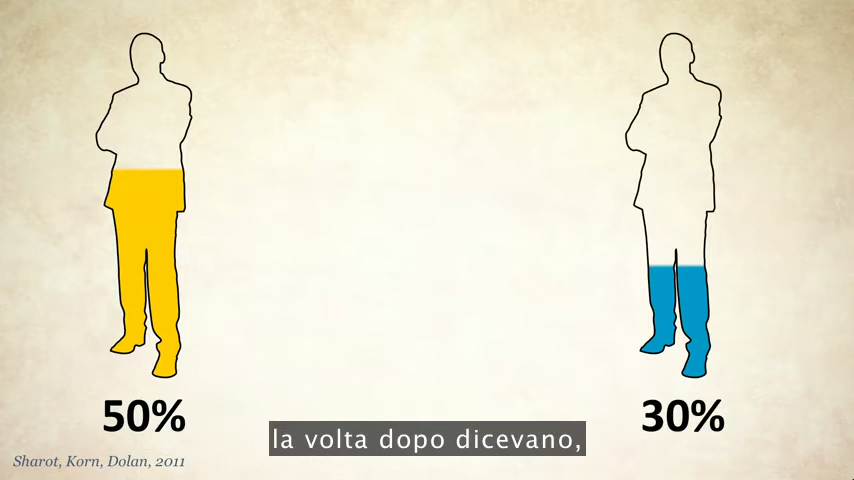 50%
30%
la volta dopo dicevano,
Sharot, Korn, Dolan, 2011